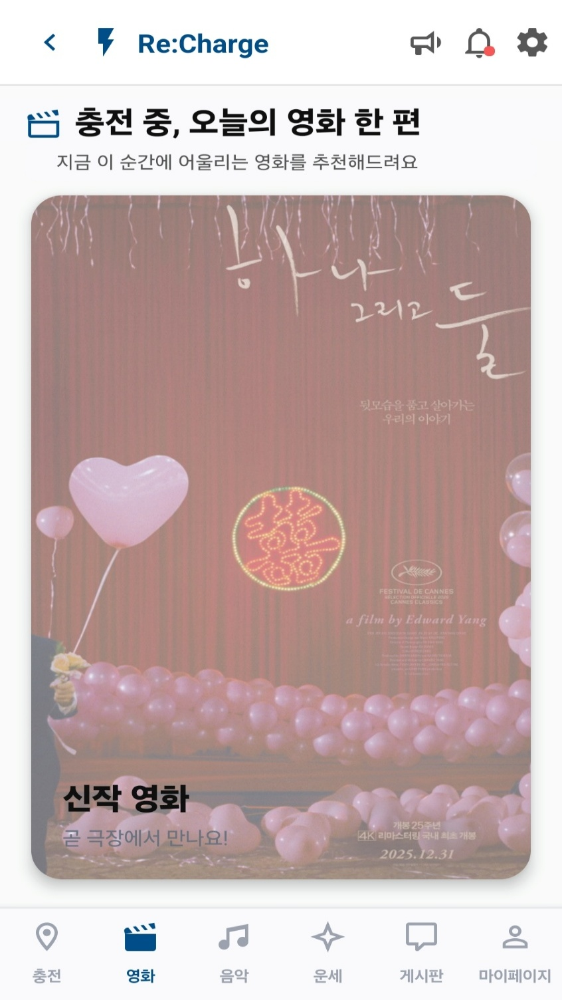 Re:Charge
충전 중, 오늘의 영화 한 편
지금 이 순간에 어울리는 영화를 추천해드려요
하나
그리고
둘
뒷모습을 품고 살아가는
우리의 이야기
囍
FESTIVAL DE CANNES
SÉLECTION OFFICIELLE 2025
CANNES CLASSICS
a film by Edward Yang
신작 영화
곧 극장에서 만나요!
개봉 25주년
4K 리마스터링 국내 최초 개봉
2025.12.31
충전 영화 음악 운세 게시판 마이페이지